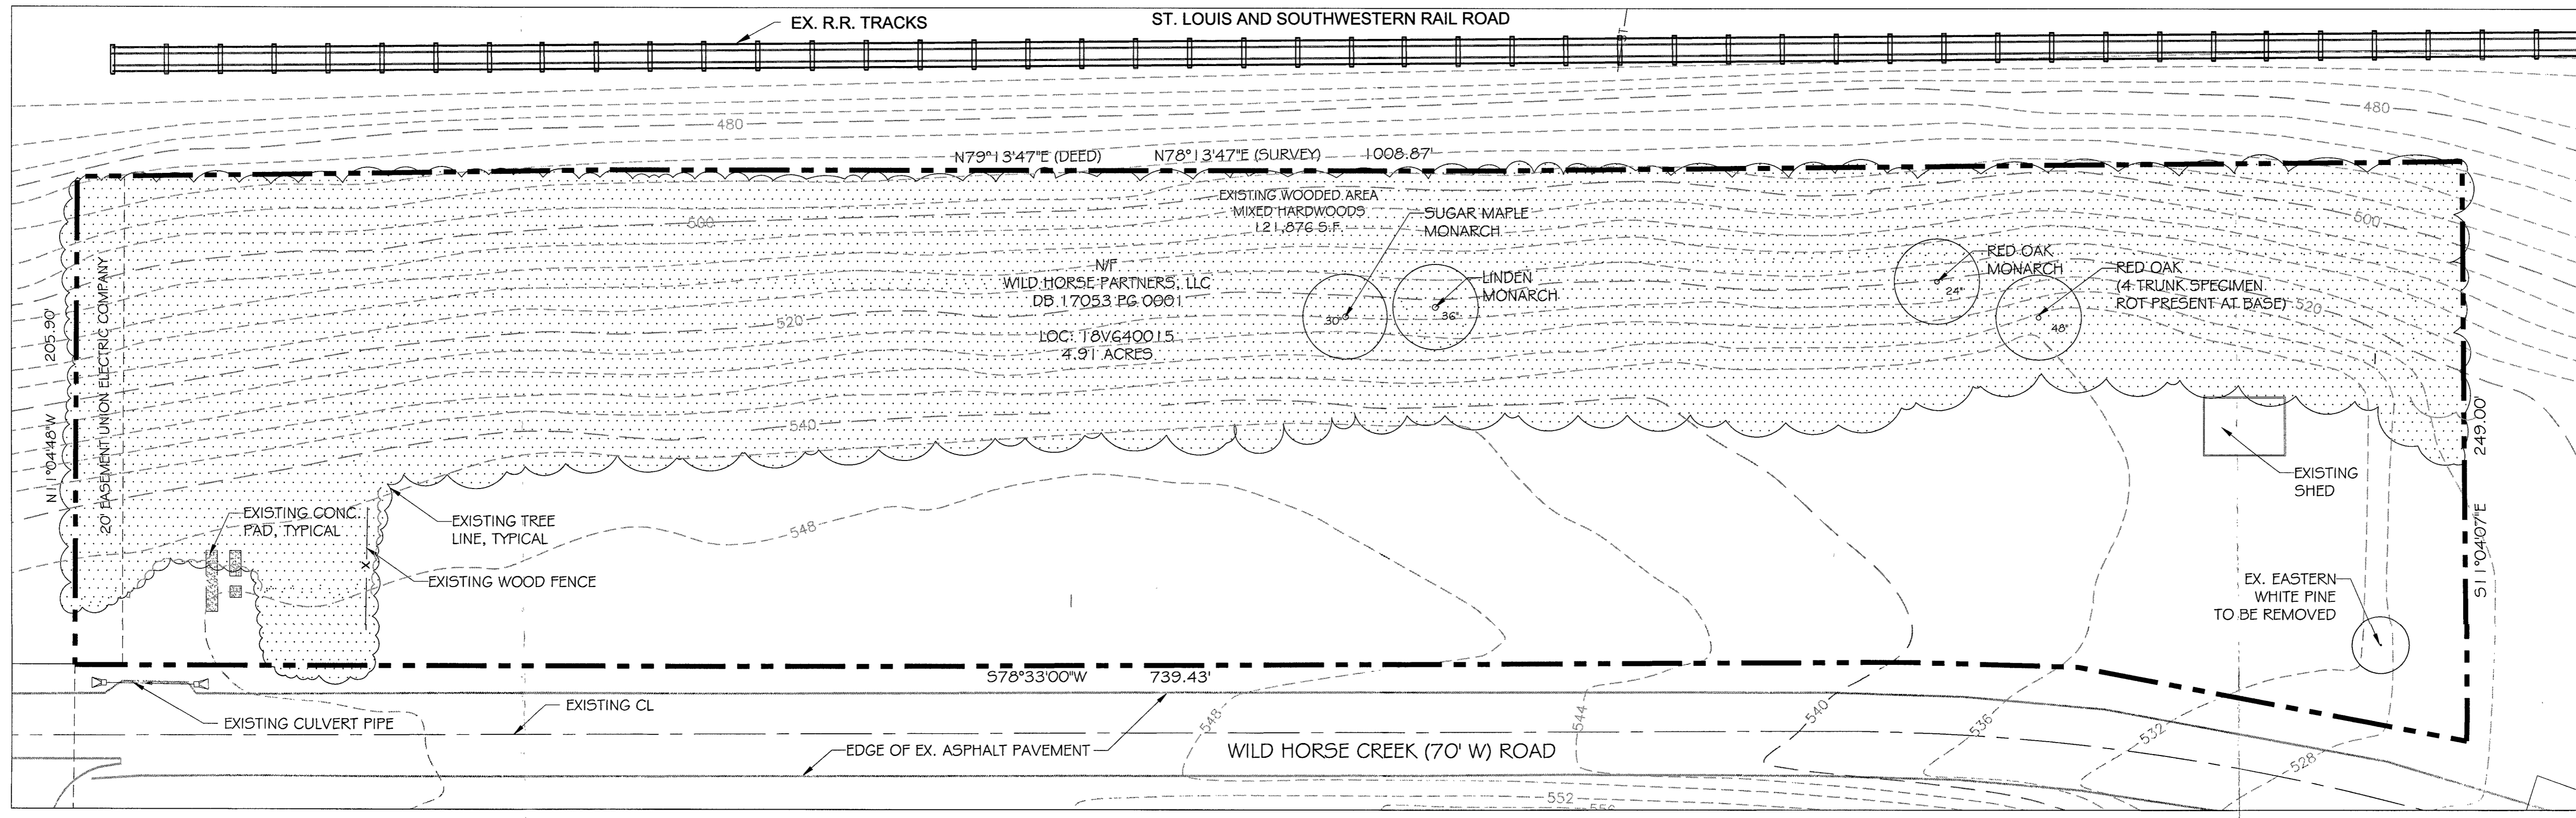 EX. R.R. TRACKS
ST. LOUIS AND SOUTHWESTERN RAIL ROAD
480
480
N79°13'47"E (DEED)
N78°13'47"E (SURVEY)
1008.87'
EXISTING WOODED AREA
MIXED HARDWOODS
121,876 S.F.
SUGAR MAPLE
MONARCH
500
500
N/F
WILD HORSE PARTNERS, LLC
DB 17053 PG 0001
LOC: 18V640015
4.91 ACRES
LINDEN
MONARCH
RED OAK
MONARCH
RED OAK
(4 TRUNK SPECIMEN
ROT PRESENT AT BASE)
30"
36"
24"
48"
520
520
205.90'
N11°04'48"W
20' EASEMENT UNION ELECTRIC COMPANY
540
249.00'
S11°04'07"E
EXISTING
SHED
EXISTING CONC.
PAD, TYPICAL
EXISTING TREE
LINE, TYPICAL
548
X
EXISTING WOOD FENCE
EX. EASTERN
WHITE PINE
TO BE REMOVED
S78°33'00"W
739.43'
EXISTING CULVERT PIPE
EXISTING CL
EDGE OF EX. ASPHALT PAVEMENT
WILD HORSE CREEK (70' W) ROAD
548
544
540
536
532
528
552